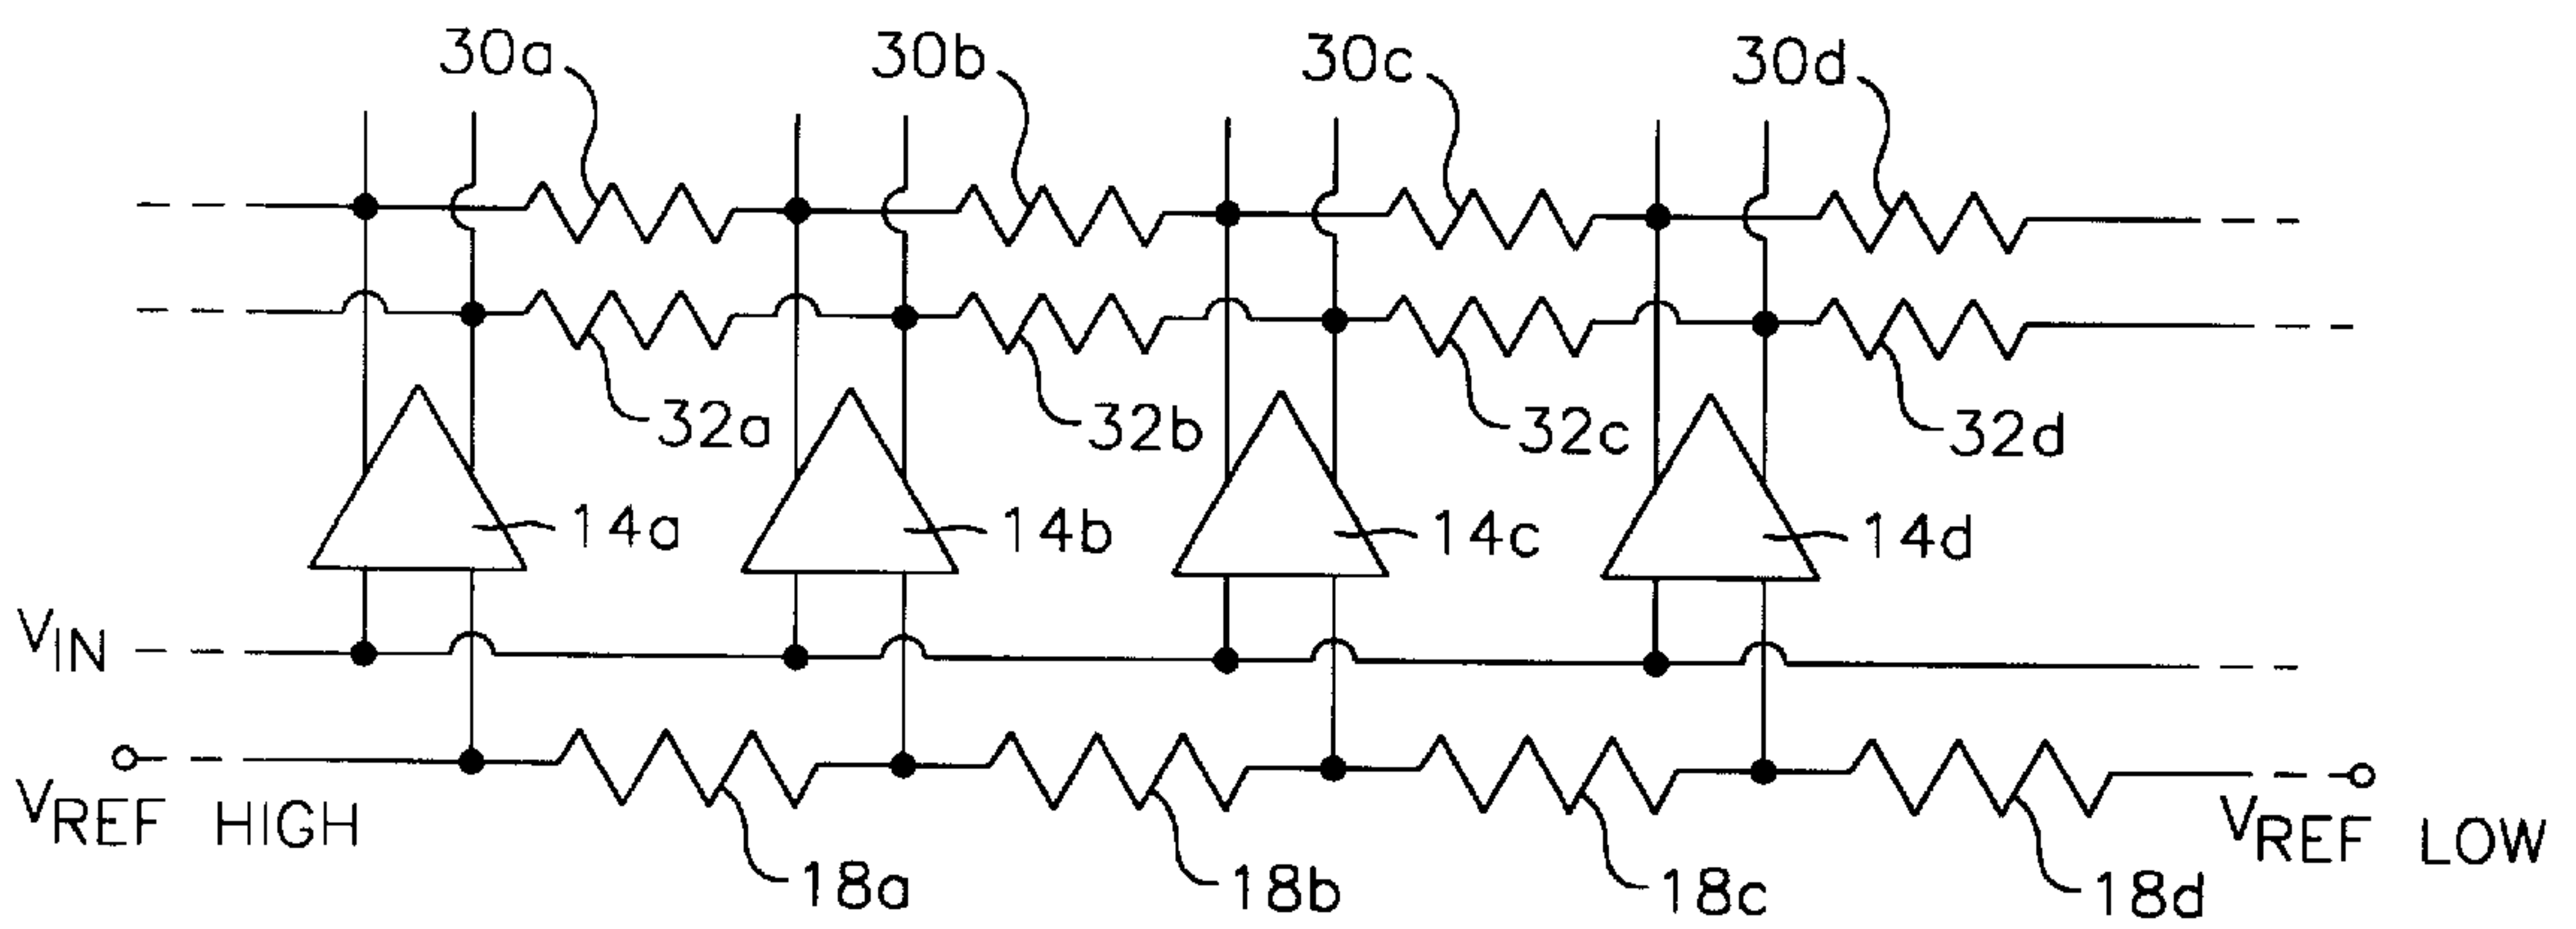 30a 30b 30c 30d
32a 32b 32c 32d
14a 14b 14c 14d
VIN
VREF HIGH VREF LOW
18a 18b 18c 18d